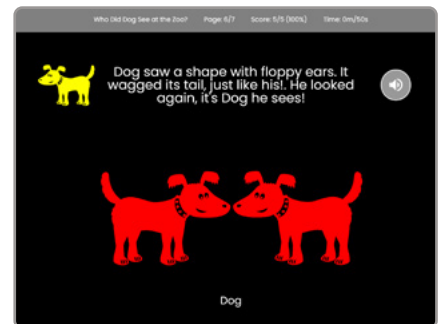 Who Did Dog See at the Zoo? Page: 6/7 Score: 5/5 (100%) Time: 0m/50s
Dog saw a shape with floppy ears. It
wagged its tail, just like his!. He looked
again, it's Dog he sees!
Dog